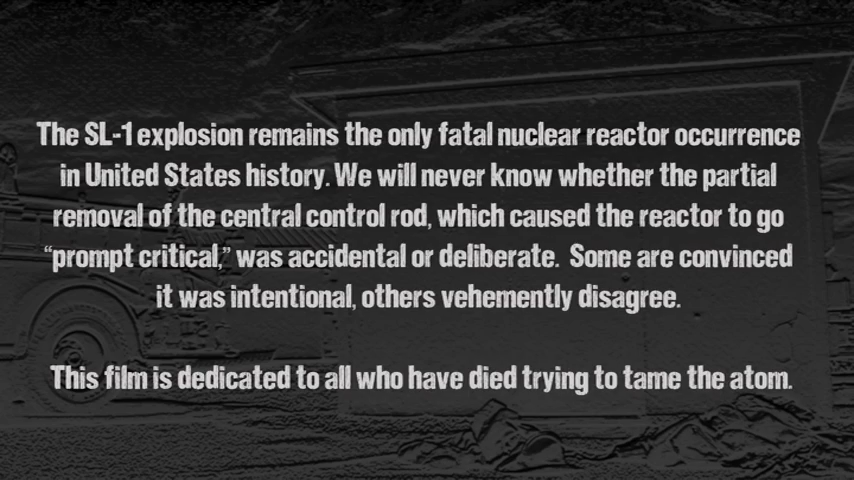 The SL-1 explosion remains the only fatal nuclear reactor occurrence
in United States history. We will never know whether the partial
removal of the central control rod, which caused the reactor to go
“prompt critical,” was accidental or deliberate.  Some are convinced
it was intentional, others vehemently disagree.
This film is dedicated to all who have died trying to tame the atom.